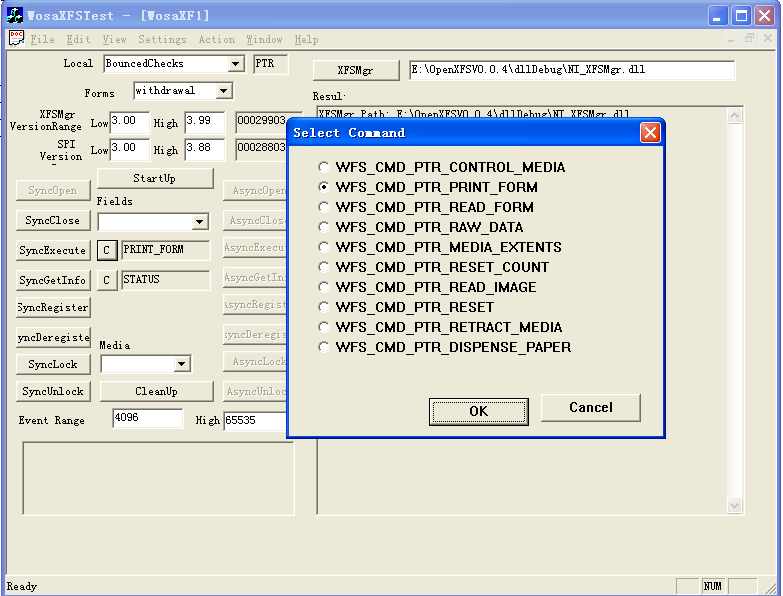 WosaXFSTest - [WosaXF1]
File Edit View Settings Action Window Help
Local BouncedChecks PTR XFSMgr E:\OpenXFSV0.0.4\dllDebug\NI_XFSMgr.dll
Forms withdrawal
Resul
XFSMgr Path: E:\OpenXFSV0.0.4\dllDebug\NI_XFSMgr.dll
XFSMgr
VersionRange Low 3.00 High 3.99 00029903
SPI
Version Low 3.00 High 3.88 00028803
StartUp
SyncOpen AsyncOpen
Fields
SyncClose AsyncClos
SyncExecute C PRINT_FORM AsyncExecu
SyncGetInfo C STATUS AsyncGetIn
SyncRegister AsyncRegist
yncDeregiste syncDeregis
Media
SyncLock AsyncLock
SyncUnlock CleanUp AsyncUnloc
Event Range 4096 High 65535
Select Command
WFS_CMD_PTR_CONTROL_MEDIA
WFS_CMD_PTR_PRINT_FORM
WFS_CMD_PTR_READ_FORM
WFS_CMD_PTR_RAW_DATA
WFS_CMD_PTR_MEDIA_EXTENTS
WFS_CMD_PTR_RESET_COUNT
WFS_CMD_PTR_READ_IMAGE
WFS_CMD_PTR_RESET
WFS_CMD_PTR_RETRACT_MEDIA
WFS_CMD_PTR_DISPENSE_PAPER
OK Cancel
Ready NUM